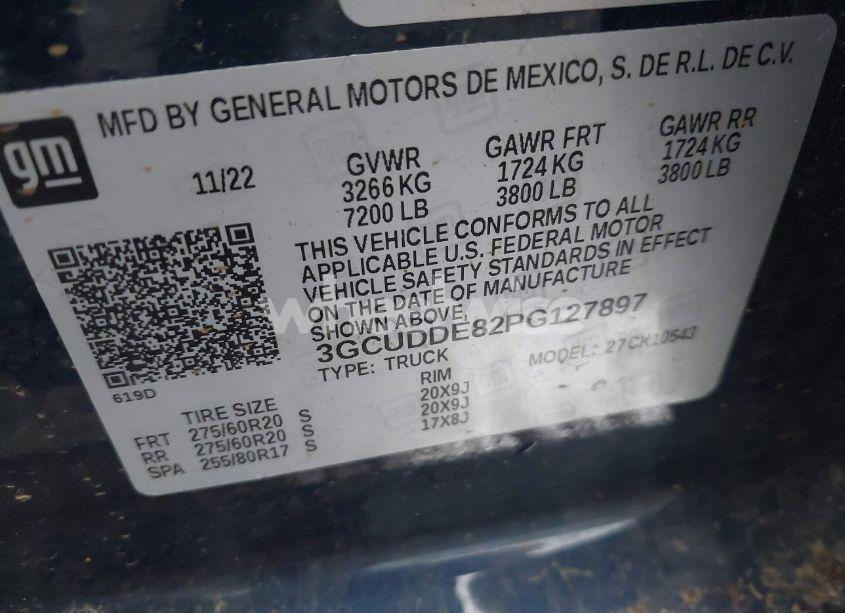 MFD BY GENERAL MOTORS DE MEXICO, S. DE R.L. DE C.V.
gm
11/22
GVWR
3266 KG
7200 LB
GAWR FRT
1724 KG
3800 LB
GAWR RR
1724 KG
3800 LB
THIS VEHICLE CONFORMS TO ALL
APPLICABLE U.S. FEDERAL MOTOR
VEHICLE SAFETY STANDARDS IN EFFECT
ON THE DATE OF MANUFACTURE
SHOWN ABOVE.
3GCUDDE82PG127897
TYPE: TRUCK
MODEL: 27CK10543
619D
TIRE SIZE
RIM
FRT 275/60R20 S 20X9J
RR 275/60R20 S 20X9J
SPA 255/80R17 S 17X8J